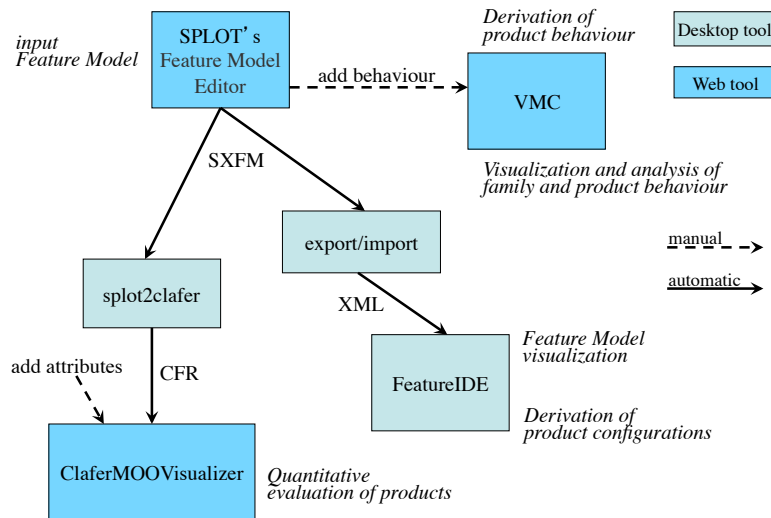 input
Feature Model
SPLOT's
Feature Model
Editor
add behaviour
Derivation of
product behaviour
VMC
Visualization and analysis of
family and product behaviour
Desktop tool
Web tool
SXFM
export/import
manual
automatic
splot2clafer
XML
Feature Model
visualization
FeatureIDE
Derivation of
product configurations
add attributes
CFR
ClaferMOOVisualizer
Quantitative
evaluation of products